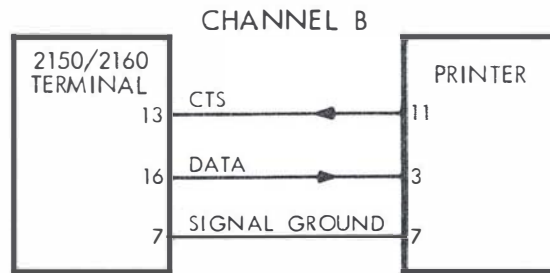 CHANNEL B
2150/2160
TERMINAL
PRINTER
13 CTS 11
16 DATA 3
7 SIGNAL GROUND 7